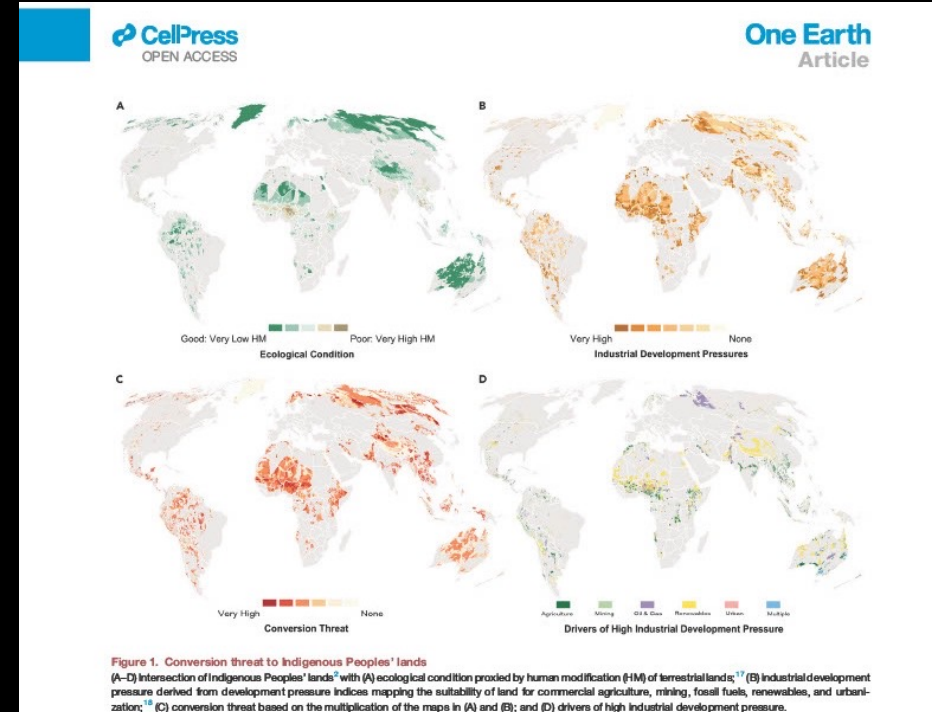 CellPress
OPEN ACCESS
One Earth
Article
A
B
Good: Very Low HM
Poor: Very High HM
Ecological Condition
Very High
None
Industrial Development Pressures
C
D
Very High
None
Conversion Threat
Agriculture
Mining
Oil & Gas
Renewables
Urban
Multiple
Drivers of High Industrial Development Pressure
Figure 1. Conversion threat to Indigenous Peoples' lands
(A–D) Intersection of Indigenous Peoples' lands² with (A) ecological condition proxied by human modification (HM) of terrestrial lands;¹⁷ (B) industrial development
pressure derived from development pressure indices mapping the suitability of land for commercial agriculture, mining, fossil fuels, renewables, and urbani-
zation;¹⁸ (C) conversion threat based on the multiplication of the maps in (A) and (B); and (D) drivers of high industrial development pressure.